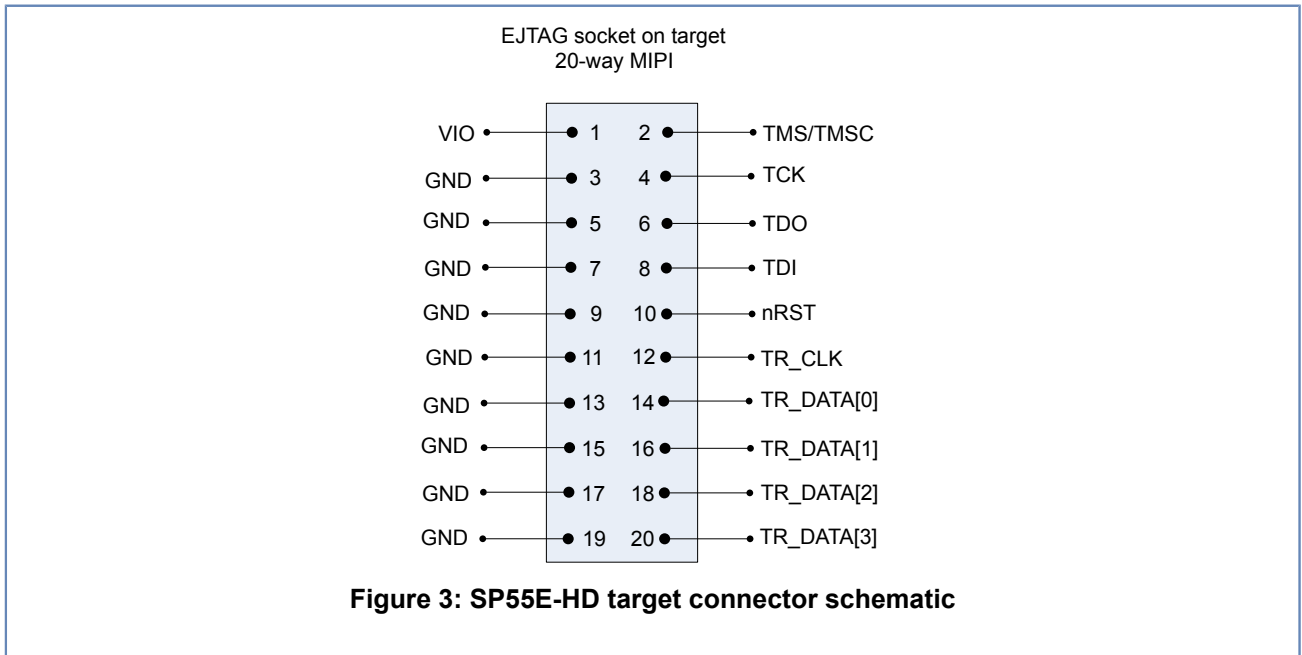 EJTAG socket on target
20-way MIPI
VIO 1 2 TMS/TMSC
GND 3 4 TCK
GND 5 6 TDO
GND 7 8 TDI
GND 9 10 nRST
GND 11 12 TR_CLK
GND 13 14 TR_DATA[0]
GND 15 16 TR_DATA[1]
GND 17 18 TR_DATA[2]
GND 19 20 TR_DATA[3]
Figure 3: SP55E-HD target connector schematic